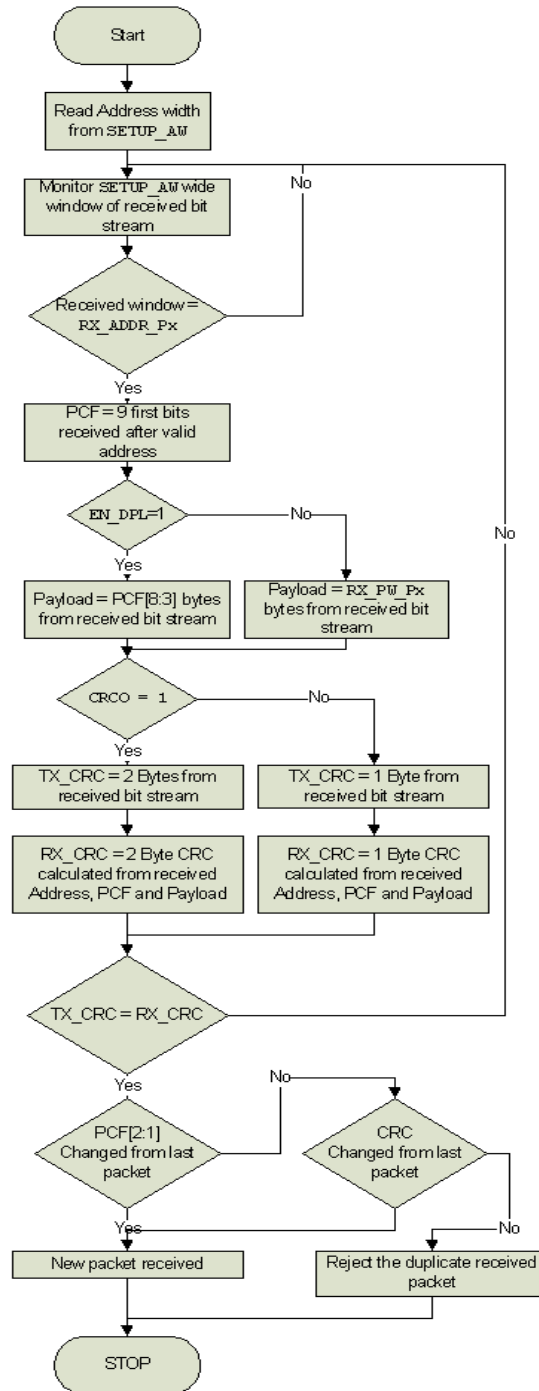 Start
Read Address width
from SETUP_AW
No
Monitor SETUP_AW wide
window of received bit
stream
Received window=
RX_ADDR_Px
Yes
PCF = 9 first bits
received after valid
address
EN_DPL=1
No
No
Yes
Payload = PCF[8:3] bytes
from received bit stream
Payload = RX_PW_Px
bytes from received bit
stream
CRCO = 1
No
Yes
TX_CRC = 2 Bytes from
received bit stream
TX_CRC = 1 Byte from
received bit stream
RX_CRC = 2 Byte CRC
calculated from received
Address, PCF and Payload
RX_CRC = 1 Byte CRC
calculated from received
Address, PCF and Payload
TX_CRC = RX_CRC
Yes
No
PCF[2:1]
Changed from last
packet
CRC
Changed from last
packet
Yes
No
New packet received
Reject the duplicate received
packet
STOP